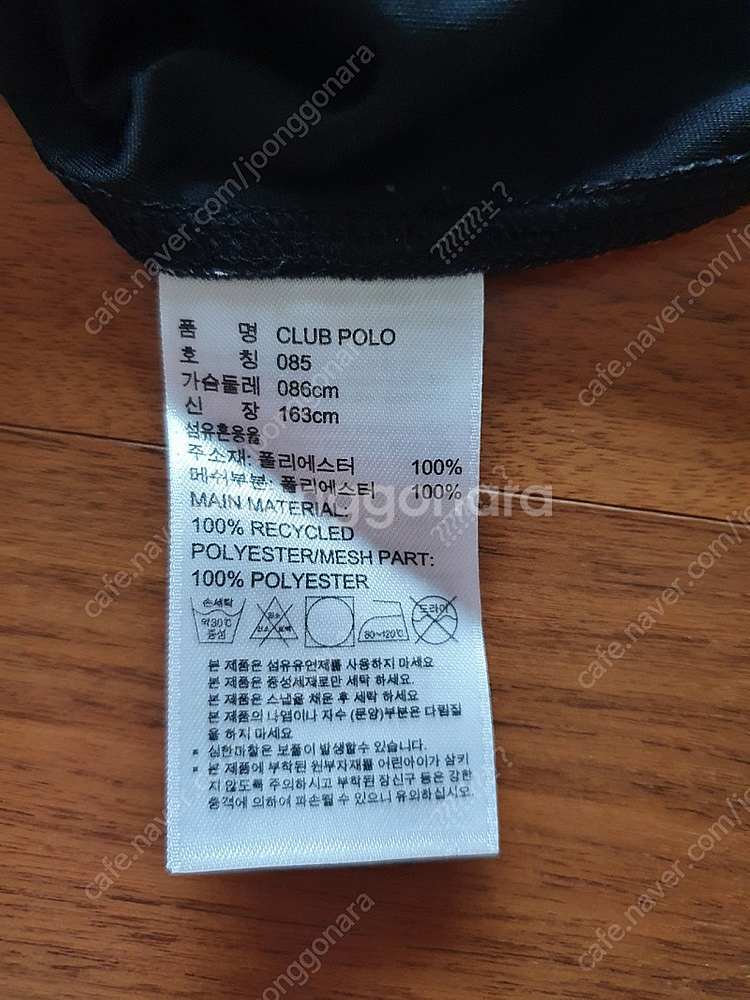 품 명 CLUB POLO
호 칭 085
가슴둘레 086cm
신 장 163cm
섬유혼용율
주소재: 폴리에스터 100%
메쉬부분: 폴리에스터 100%
MAIN MATERIAL:
100% RECYCLED
POLYESTER/MESH PART:
100% POLYESTER
손세탁
약30℃
중성
80~120℃
드라이
본 제품은 섬유유연제를 사용하지 마세요
본 제품은 중성세제로만 세탁 하세요.
본 제품은 스냅을 채운 후 세탁 하세요
본 제품의 나염이나 자수 (문양)부분은 다림질
을 하지 마세요
* 심한마찰은 보풀이 발생할수 있습니다.
* 본 제품에 부착된 원부자재를 어린아이가 삼키
지 않도록 주의하시고 부착된 장신구 등은 강한
충격에 의하여 파손될 수 있으니 유의하십시오.
cafe.naver.com/joonggonara
joonggonara